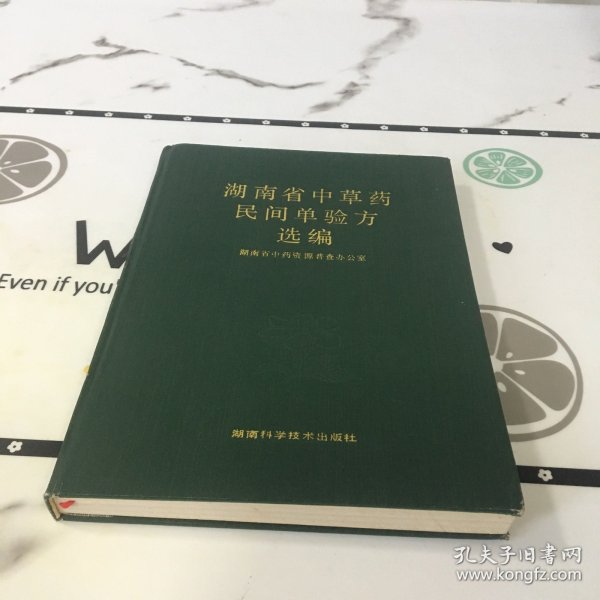 湖南省中草药
民间单验方
选编
湖南省中药资源普查办公室
湖南科学技术出版社
W
Even if you
孔夫子旧书网
www.kongfz.com